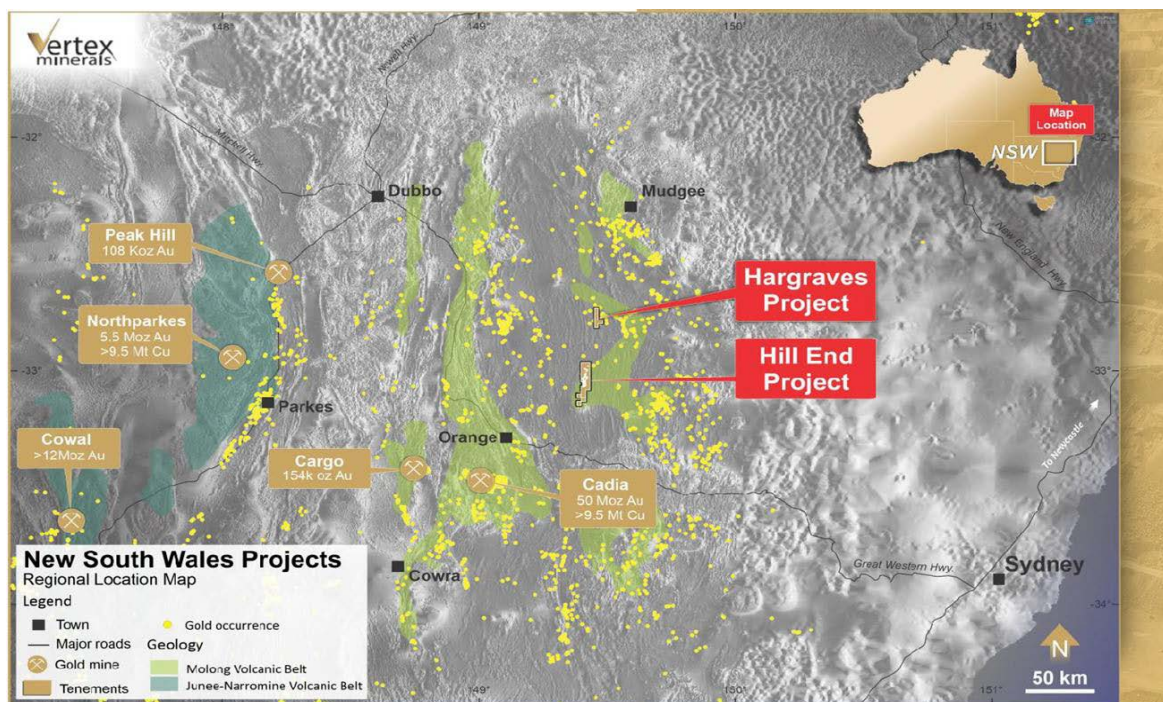 Vertex
minerals
148°
149°
150°
151°
Newell Hwy.
Map
Location
NSW
-32°
Mitchell Hwy.
Dubbo
Mudgee
New England Hwy.
Peak Hill
108 Koz Au
Hargraves
Project
Northparkes
5.5 Moz Au
>9.5 Mt Cu
Hill End
Project
-33°
-33°
Parkes
Orange
To Newcastle
Cowal
>12Moz Au
Cargo
154k oz Au
Cadia
50 Moz Au
>9.5 Mt Cu
Great Western Hwy.
Sydney
Cowra
-34°
New South Wales Projects
Regional Location Map
Legend
Town
Gold occurrence
Major roads
Geology
Gold mine
Molong Volcanic Belt
Tenements
Junee-Narromine Volcanic Belt
149°
150°
151°
N
50 km